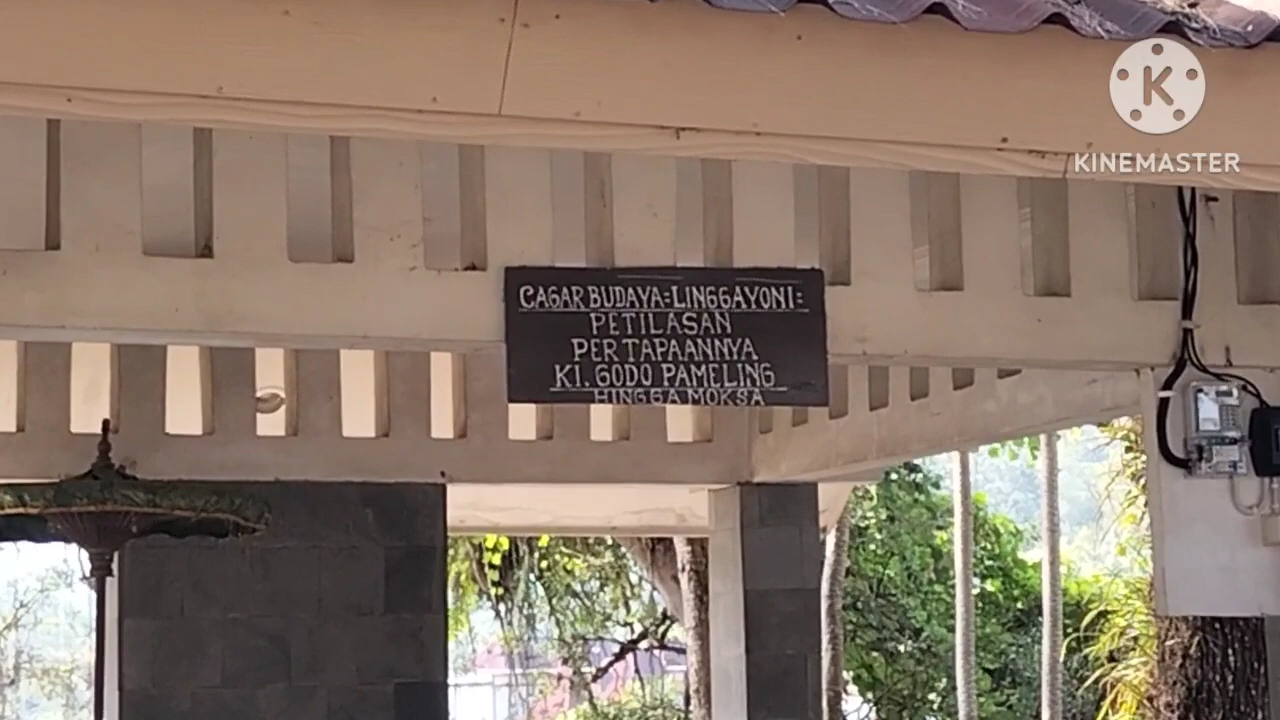 K
KINEMASTER
CAGAR BUDAYA=LINGGAYONI=
PETILASAN
PERTAPAANNYA
KI. GODO PAMELING
HINGGA MOKSA